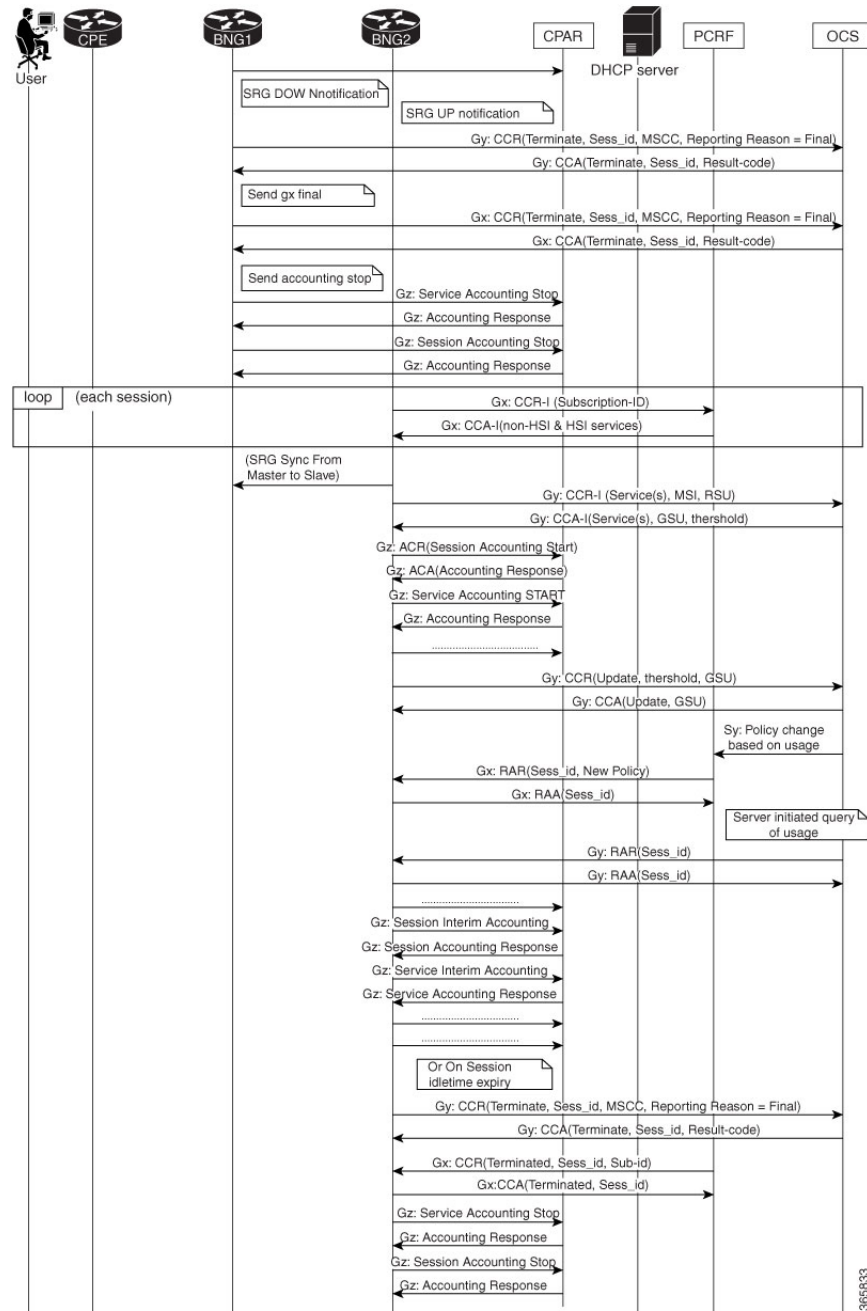 CPE
BNG1
BNG2
CPAR
PCRF
OCS
User
DHCP server
SRG DOW Nnotification
SRG UP notification
Gy: CCR(Terminate, Sess_id, MSCC, Reporting Reason = Final)
Gy: CCA(Terminate, Sess_id, Result-code)
Send gx final
Gx: CCR(Terminate, Sess_id, MSCC, Reporting Reason = Final)
Gx: CCA(Terminate, Sess_id, Result-code)
Send accounting stop
Gz: Service Accounting Stop
Gz: Accounting Response
Gz: Session Accounting Stop
Gz: Accounting Response
loop
(each session)
Gx: CCR-I (Subscription-ID)
Gx: CCA-I(non-HSI & HSI services)
(SRG Sync From
Master to Slave)
Gy: CCR-I (Service(s), MSI, RSU)
Gy: CCA-I(Service(s), GSU, thershold)
Gz: ACR(Session Accounting Start)
Gz: ACA(Accounting Response)
Gz: Service Accounting START
Gz: Accounting Response
...................................
Gy: CCR(Update, thershold, GSU)
Gy: CCA(Update, GSU)
Sy: Policy change
based on usage
Gx: RAR(Sess_id, New Policy)
Gx: RAA(Sess_id)
Server initiated query
of usage
Gy: RAR(Sess_id)
Gy: RAA(Sess_id)
.................................
Gz: Session Interim Accounting
Gz: Session Accounting Response
Gz: Service Interim Accounting
Gz: Service Accounting Response
.................................
.................................
Or On Session
idletime expiry
Gy: CCR(Terminate, Sess_id, MSCC, Reporting Reason = Final)
Gy: CCA(Terminate, Sess_id, Result-code)
Gx: CCR(Terminated, Sess_id, Sub-id)
Gx:CCA(Terminated, Sess_id)
Gz: Service Accounting Stop
Gz: Accounting Response
Gz: Session Accounting Stop
Gz: Accounting Response
365833